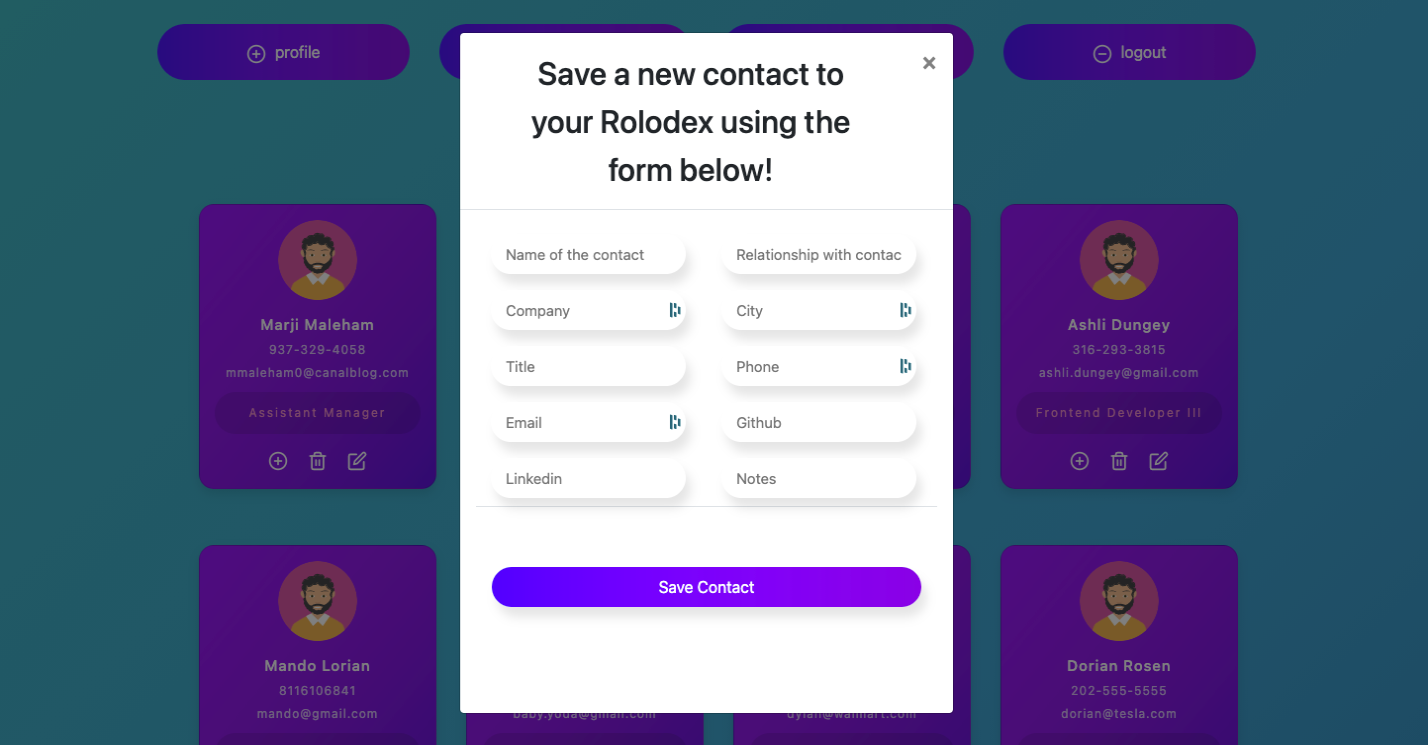 profile
logout
×
Save a new contact to
your Rolodex using the
form below!
Name of the contact
Relationship with contac
Company
City
Title
Phone
Email
Github
Linkedin
Notes
Save Contact
Marji Maleham
937-329-4058
mmaleham0@canalblog.com
Assistant Manager
Ashli Dungey
316-293-3815
ashli.dungey@gmail.com
Frontend Developer III
Mando Lorian
8116106841
mando@gmail.com
baby.yoda@gmail.com
dylan@walmart.com
Dorian Rosen
202-555-5555
dorian@tesla.com